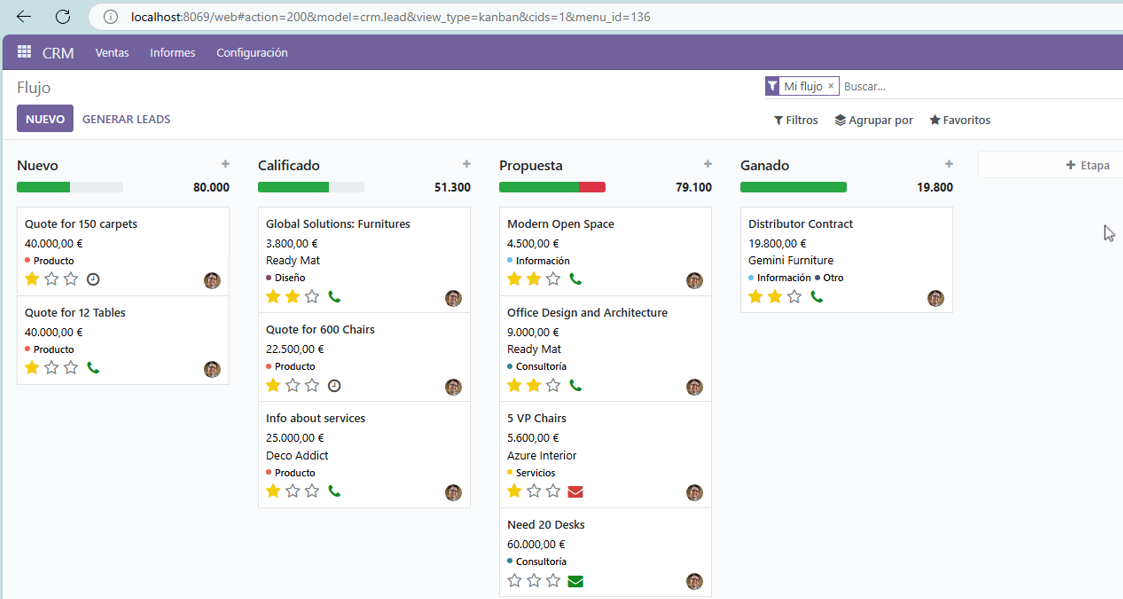 localhost:8069/web#action=200&model=crm.lead&view_type=kanban&cids=1&menu_id=136
CRM Ventas Informes Configuración
Flujo
Mi flujo × Buscar...
NUEVO GENERAR LEADS
Filtros Agrupar por Favoritos
Nuevo +
80.000
Quote for 150 carpets
40.000,00 €
Producto
Quote for 12 Tables
40.000,00 €
Producto
Calificado +
51.300
Global Solutions: Furnitures
3.800,00 €
Ready Mat
Diseño
Quote for 600 Chairs
22.500,00 €
Producto
Info about services
25.000,00 €
Deco Addict
Producto
Propuesta +
79.100
Modern Open Space
4.500,00 €
Información
Office Design and Architecture
9.000,00 €
Ready Mat
Consultoría
5 VP Chairs
5.600,00 €
Azure Interior
Servicios
Need 20 Desks
60.000,00 €
Consultoría
Ganado +
19.800
Distributor Contract
19.800,00 €
Gemini Furniture
Información Otro
+ Etapa